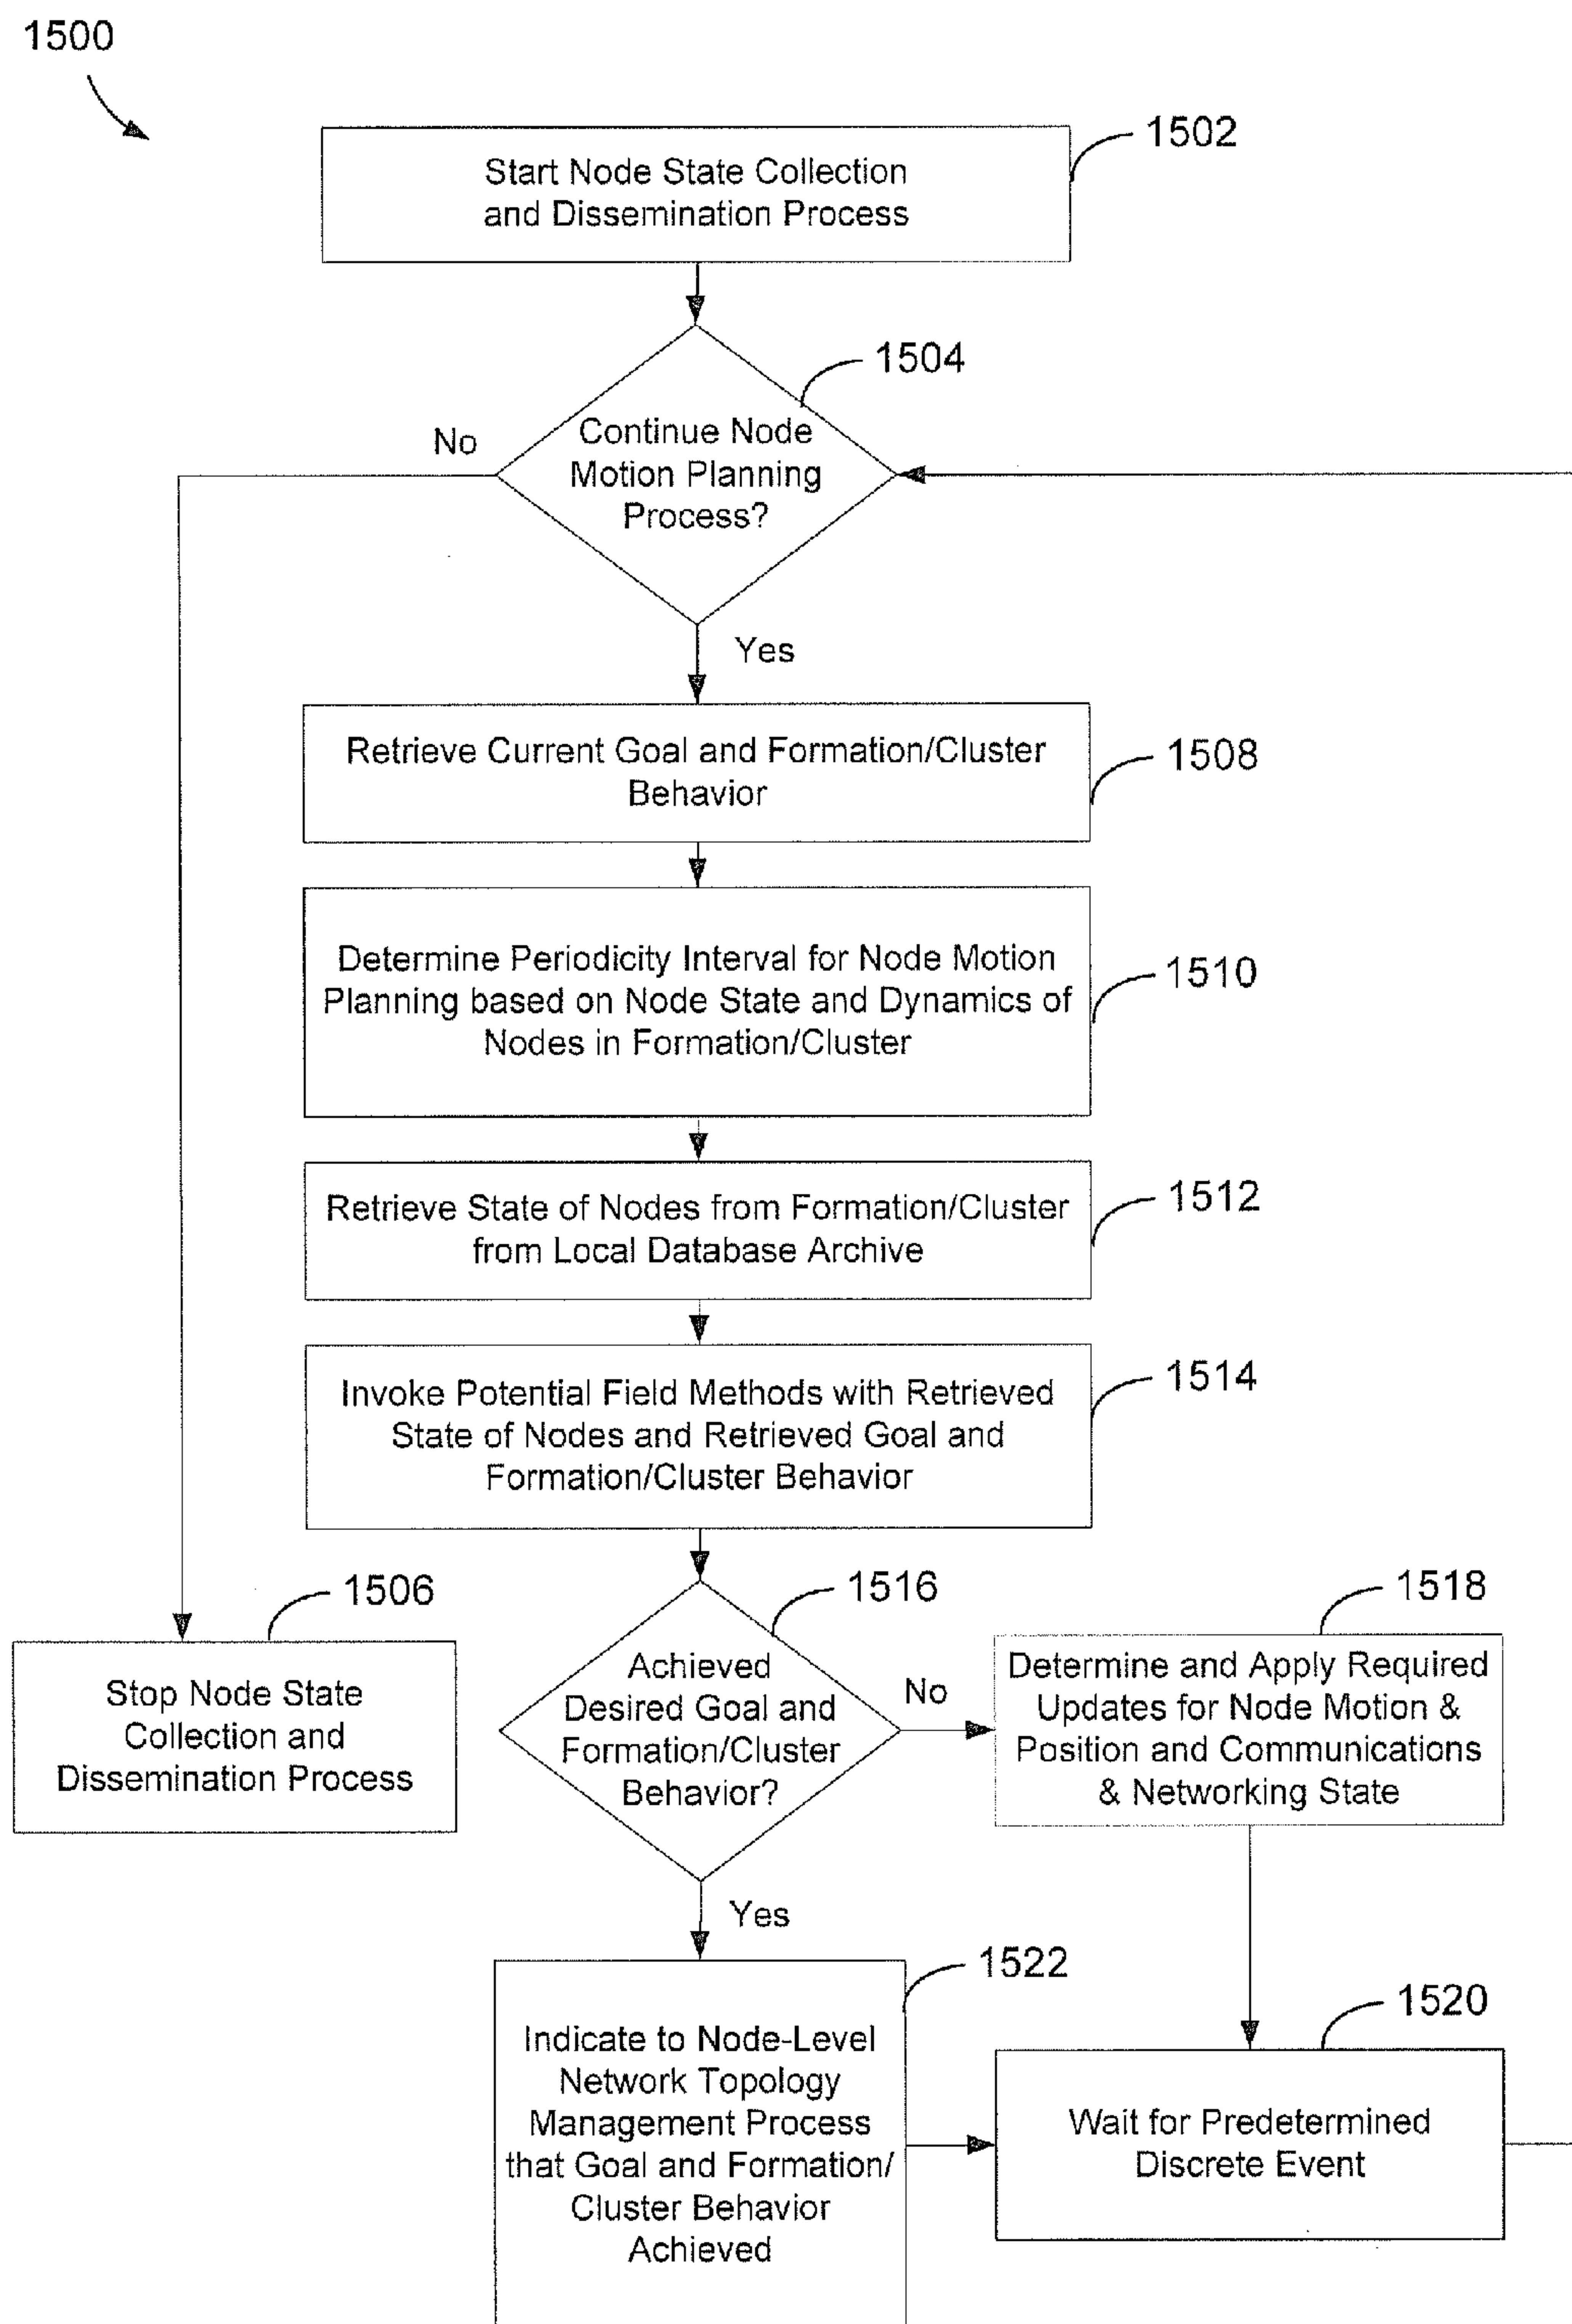 1500
1502
Start Node State Collection
and Dissemination Process
1504
Continue Node
Motion Planning
Process?
No
Yes
1508
Retrieve Current Goal and Formation/Cluster
Behavior
1510
Determine Periodicity Interval for Node Motion
Planning based on Node State and Dynamics of
Nodes in Formation/Cluster
1512
Retrieve State of Nodes from Formation/Cluster
from Local Database Archive
1514
Invoke Potential Field Methods with Retrieved
State of Nodes and Retrieved Goal and
Formation/Cluster Behavior
1506
Stop Node State
Collection and
Dissemination Process
1516
Achieved
Desired Goal and
Formation/Cluster
Behavior?
No
Yes
1518
Determine and Apply Required
Updates for Node Motion &
Position and Communications
& Networking State
1522
Indicate to Node-Level
Network Topology
Management Process
that Goal and Formation/
Cluster Behavior
Achieved
1520
Wait for Predetermined
Discrete Event